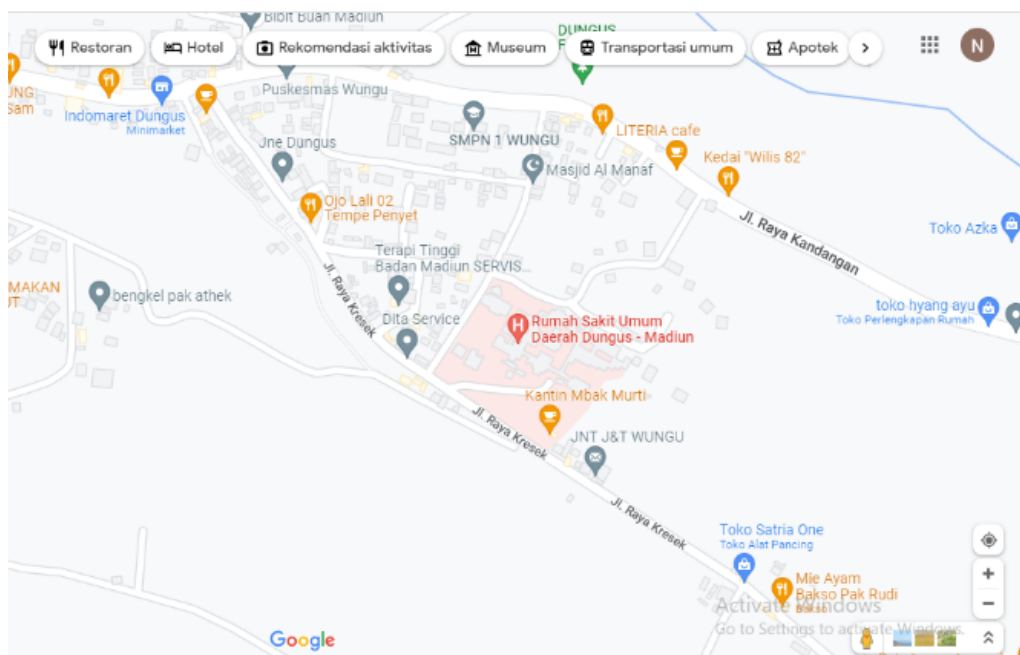 Bibit Buah Madiun
DUNGUS
Restoran
Hotel
Rekomendasi aktivitas
Museum
Transportasi umum
Apotek
N
Puskesmas Wungu
Indomaret Dungus
Minimarket
Jne Dungus
SMPN 1 WUNGU
LITERIA cafe
Kedai "Wilis 82"
Masjid Al Manaf
Ojo Lali 02
Tempe Penyet
Jl. Raya Kandangan
Toko Azka
Terapi Tinggi
Badan Madiun SERVIS...
Jl. Raya Kresek
MAKAN
bengkel pak athek
toko hyang ayu
Toko Perlengkapan Rumah
Dita Service
H
Rumah Sakit Umum
Daerah Dungus - Madiun
Kantin Mbak Murti
Jl. Raya Kresek
JNT J&T WUNGU
Jl. Raya Kresek
Toko Satria One
Toko Alat Pancing
Mie Ayam
Bakso Pak Rudi
Bakso
Activate Windows
Go to Settings to activate Windows.
Google